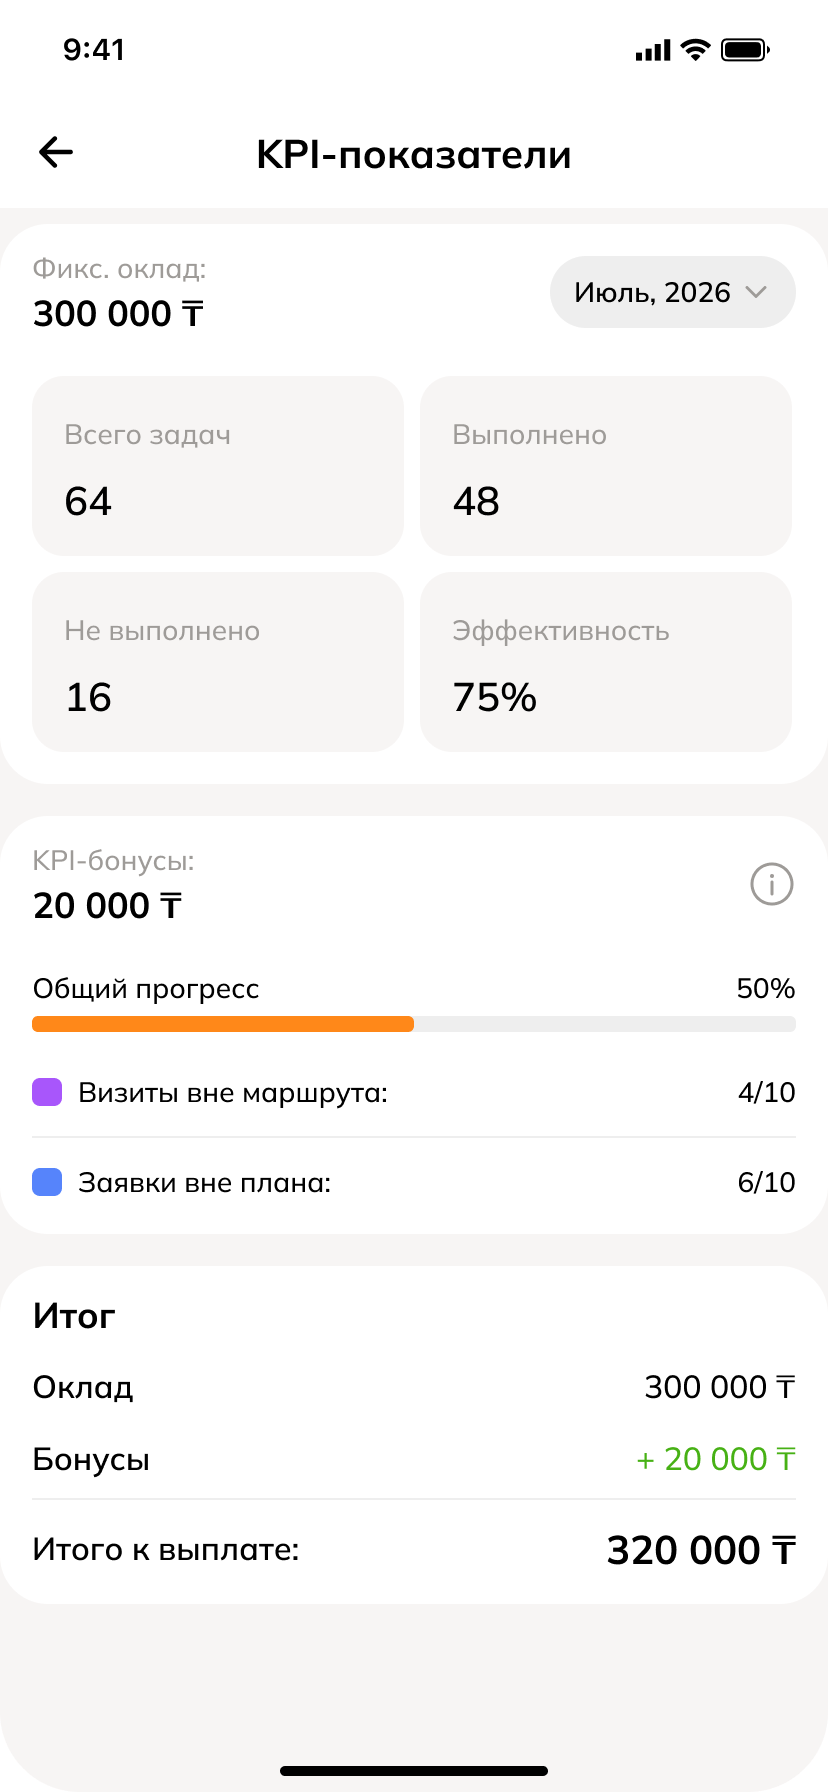 9:41
KPI-показатели
Фикс. оклад:
300 000 ₸
Июль, 2026
Всего задач
64
Выполнено
48
Не выполнено
16
Эффективность
75%
KPI-бонусы:
20 000 ₸
Общий прогресс 50%
Визиты вне маршрута: 4/10
Заявки вне плана: 6/10
Итог
Оклад 300 000 ₸
Бонусы + 20 000 ₸
Итого к выплате: 320 000 ₸